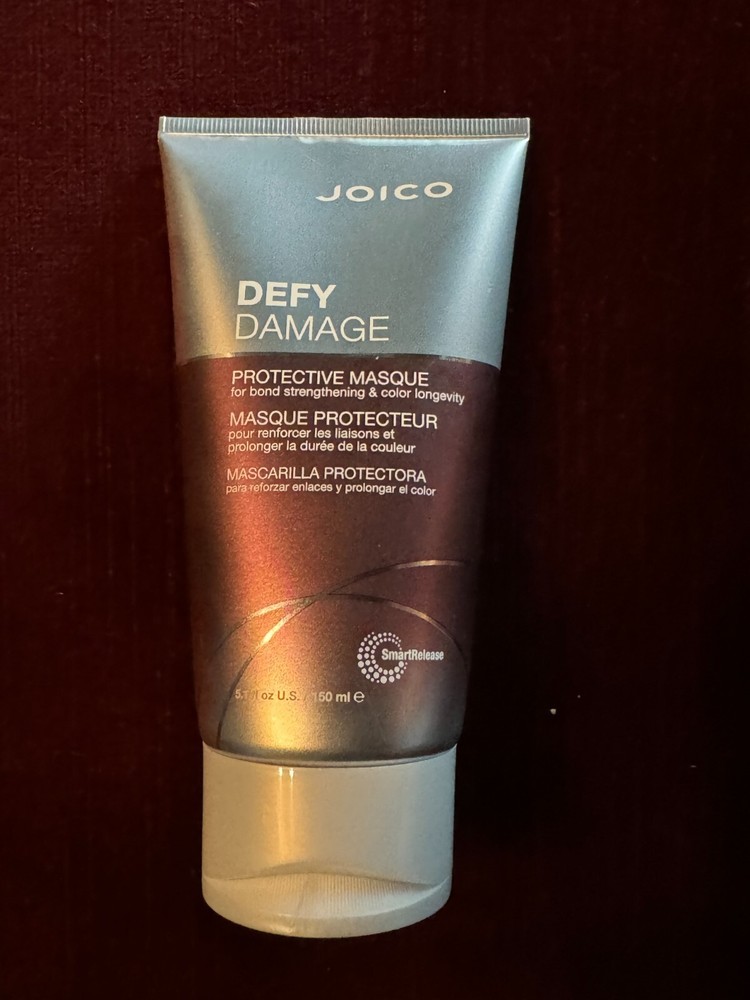 JOICO
DEFY
DAMAGE
PROTECTIVE MASQUE
for bond strengthening & color longevity
MASQUE PROTECTEUR
pour renforcer les liaisons et
prolonger la durée de la couleur
MASCARILLA PROTECTORA
para reforzar enlaces y prolongar el color
SmartRelease
fl oz U.S. / 150 ml ℮